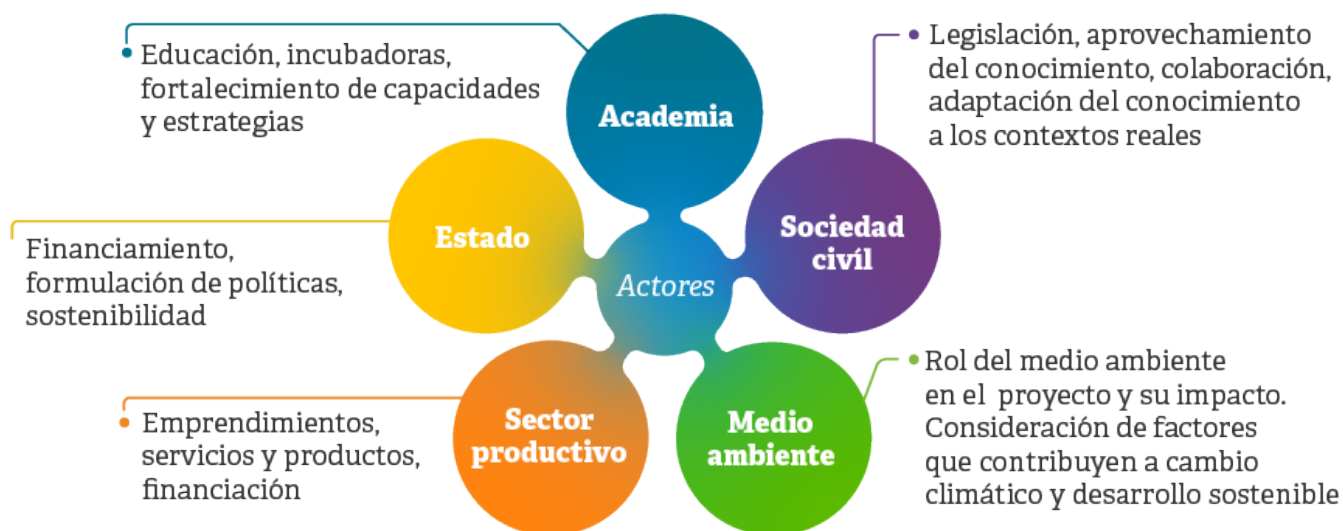 Educación, incubadoras,
fortalecimiento de capacidades
y estrategias
Academia
Legislación, aprovechamiento
del conocimiento, colaboración,
adaptación del conocimiento
a los contextos reales
Estado
Sociedad
civíl
Financiamiento,
formulación de políticas,
sostenibilidad
Actores
Emprendimientos,
servicios y productos,
financiación
Sector
productivo
Medio
ambiente
Rol del medio ambiente
en el proyecto y su impacto.
Consideración de factores
que contribuyen a cambio
climático y desarrollo sostenible